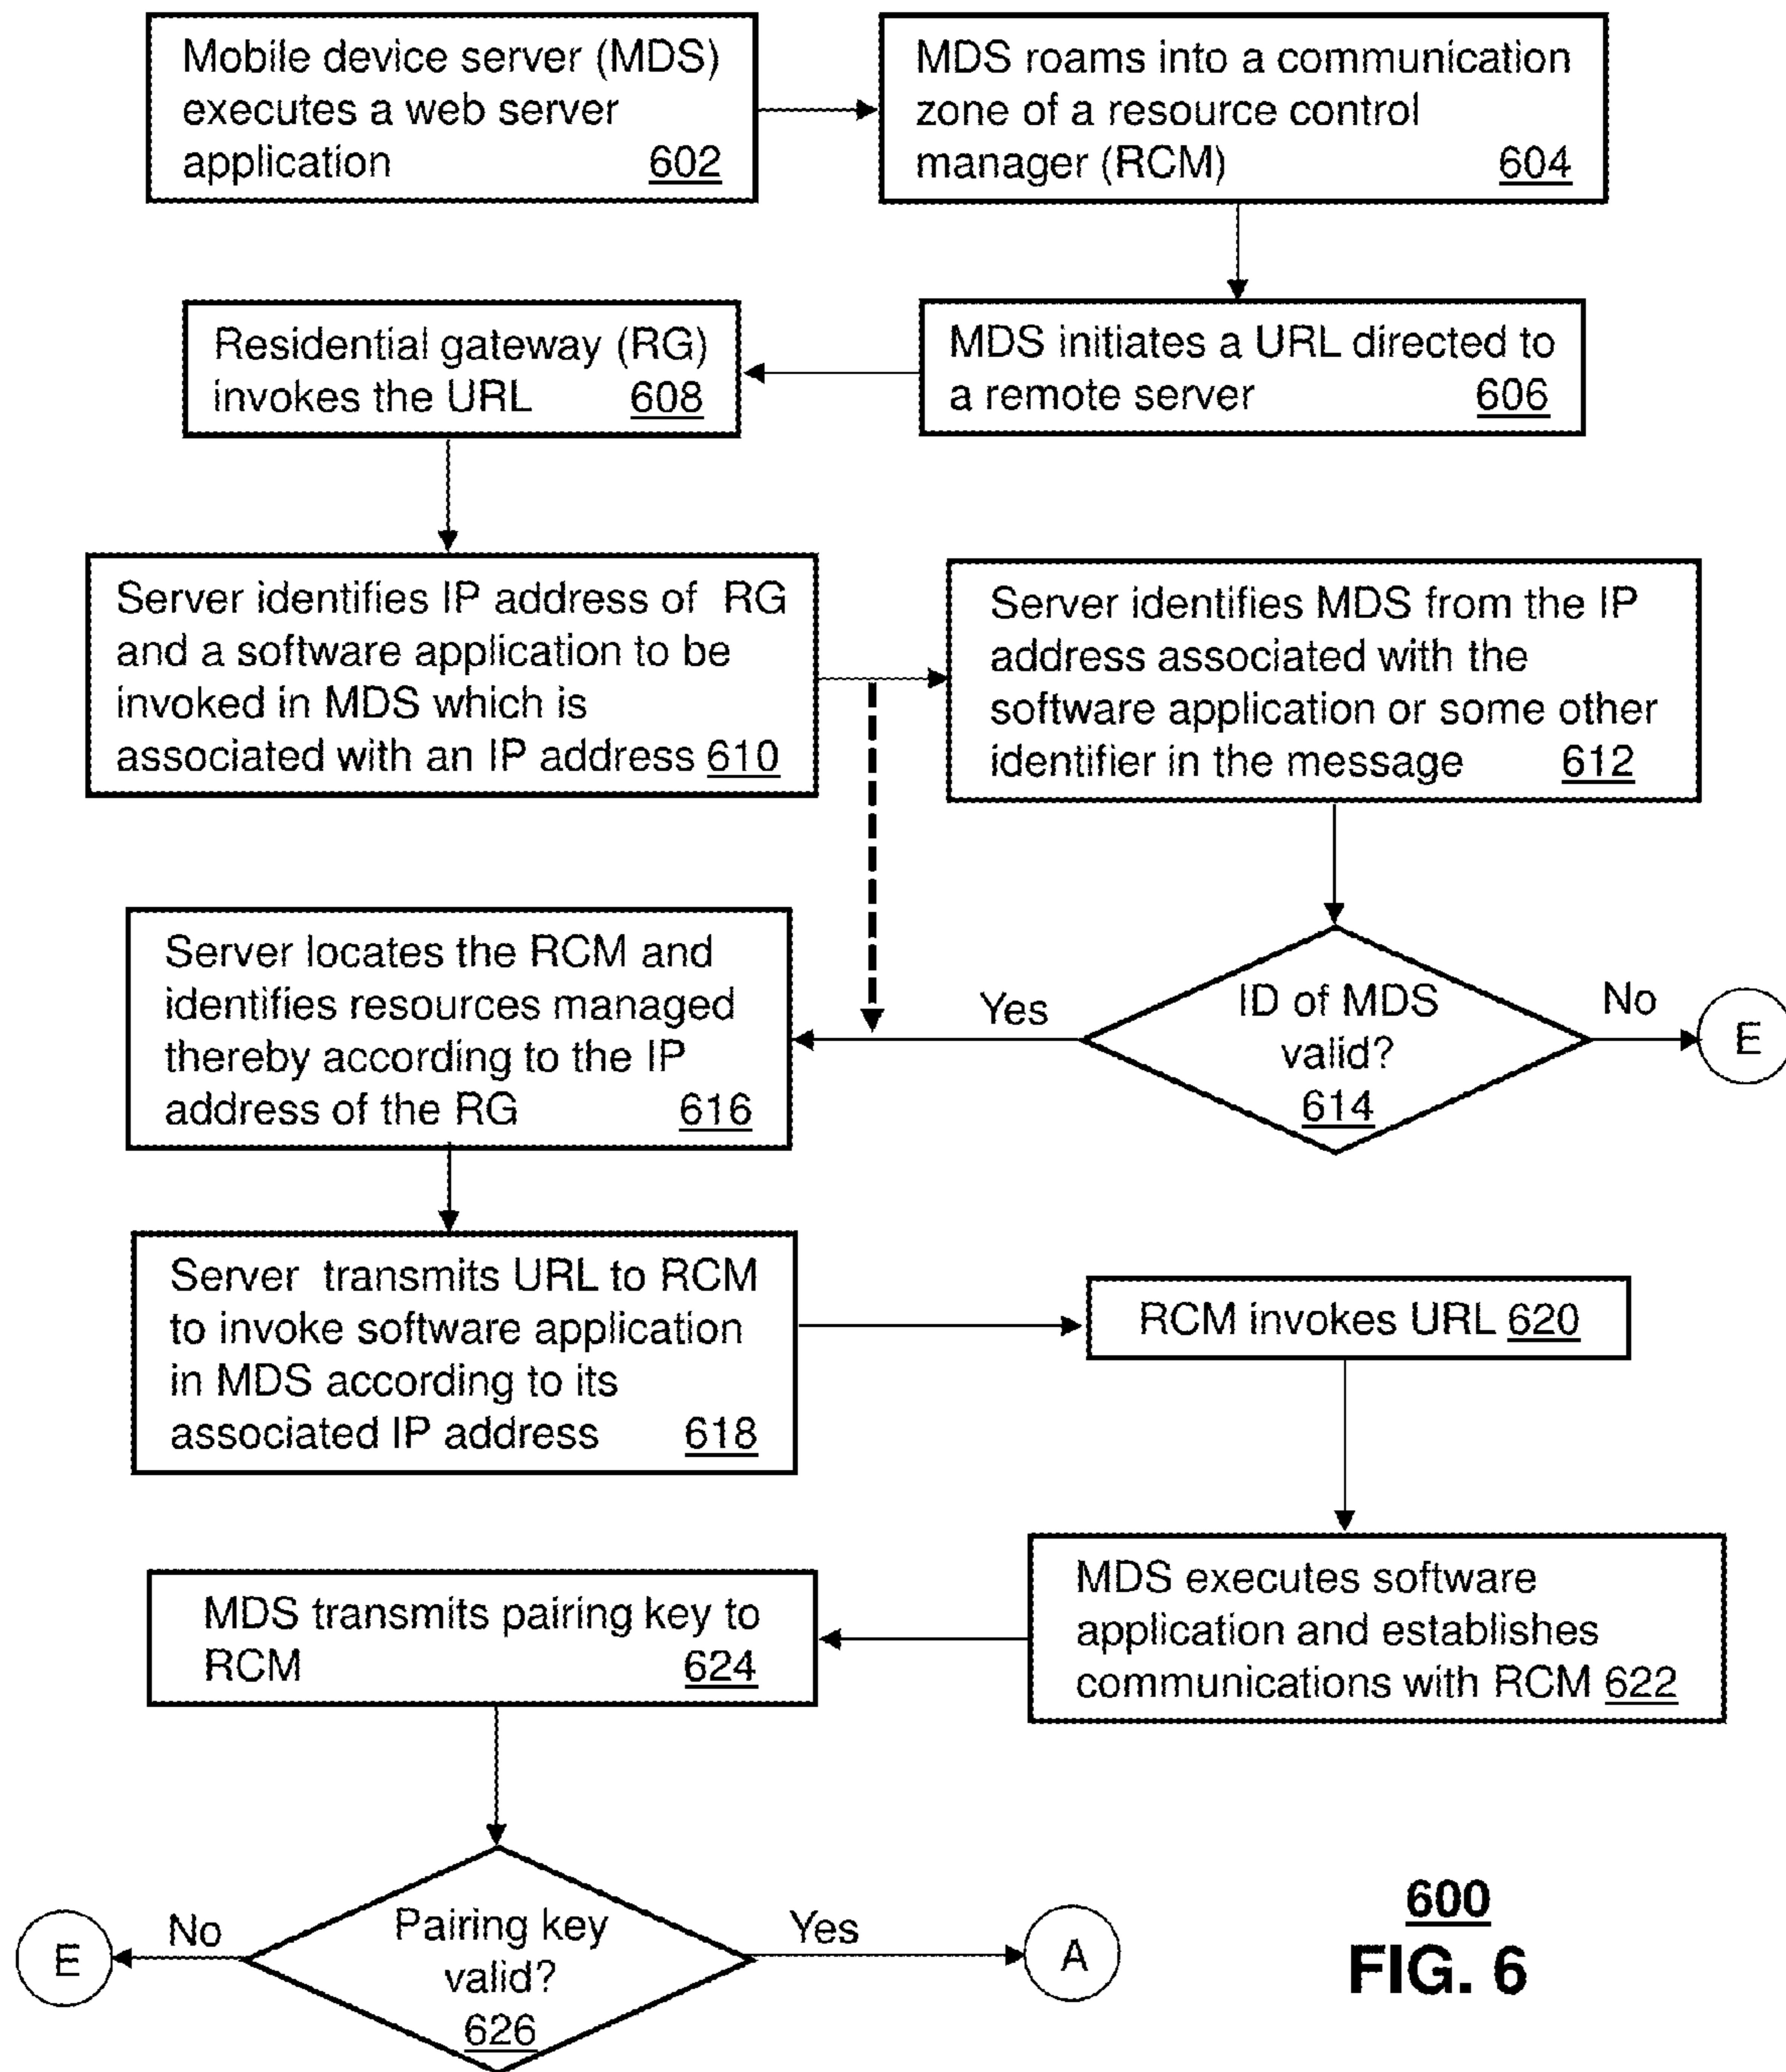 Mobile device server (MDS)
executes a web server
application 602
MDS roams into a communication
zone of a resource control
manager (RCM) 604
MDS initiates a URL directed to
a remote server 606
Residential gateway (RG)
invokes the URL 608
Server identifies IP address of RG
and a software application to be
invoked in MDS which is
associated with an IP address 610
Server identifies MDS from the IP
address associated with the
software application or some other
identifier in the message 612
ID of MDS
valid?
614
Yes
No
E
Server locates the RCM and
identifies resources managed
thereby according to the IP
address of the RG 616
Server transmits URL to RCM
to invoke software application
in MDS according to its
associated IP address 618
RCM invokes URL 620
MDS executes software
application and establishes
communications with RCM 622
MDS transmits pairing key to
RCM 624
Pairing key
valid?
626
No
E
Yes
A
600
FIG. 6